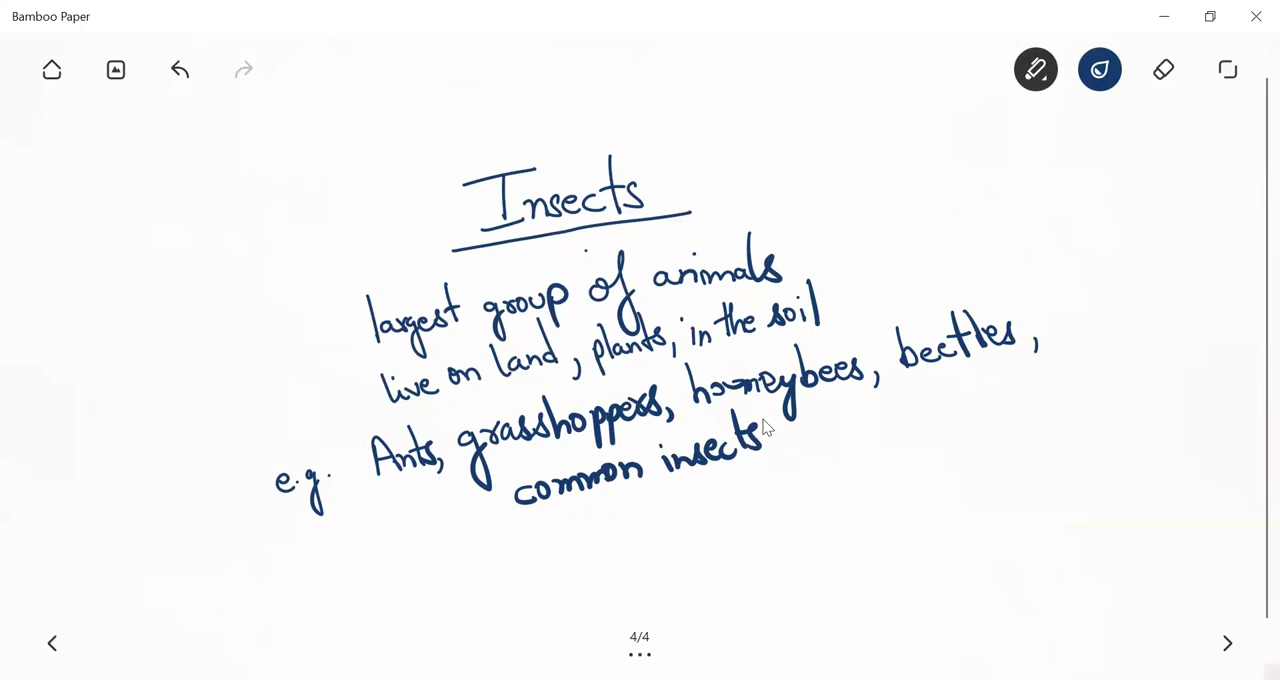 Bamboo Paper
Insects
largest group of animals
live on land, plants, in the soil
e.g. Ants, grasshoppers, honeybees, beetles,
common insects
4/4